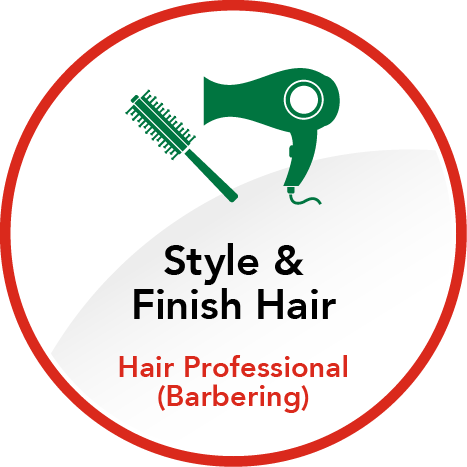 Style &
Finish Hair
Hair Professional
(Barbering)